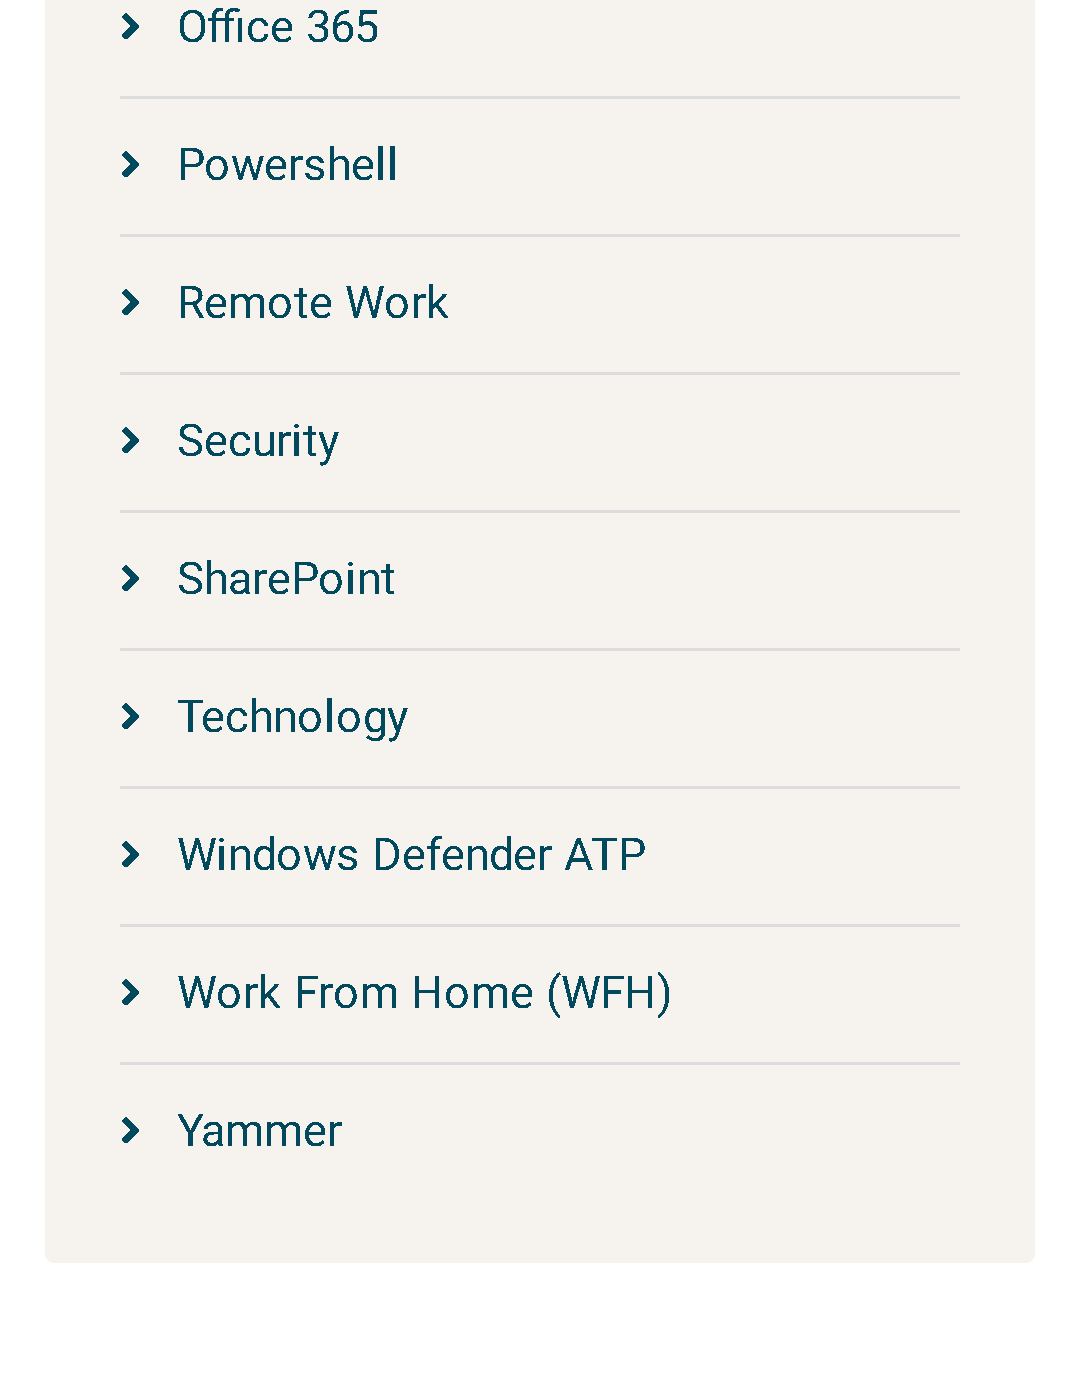 Office 365
Powershell
Remote Work
Security
SharePoint
Technology
Windows Defender ATP
Work From Home (WFH)
Yammer